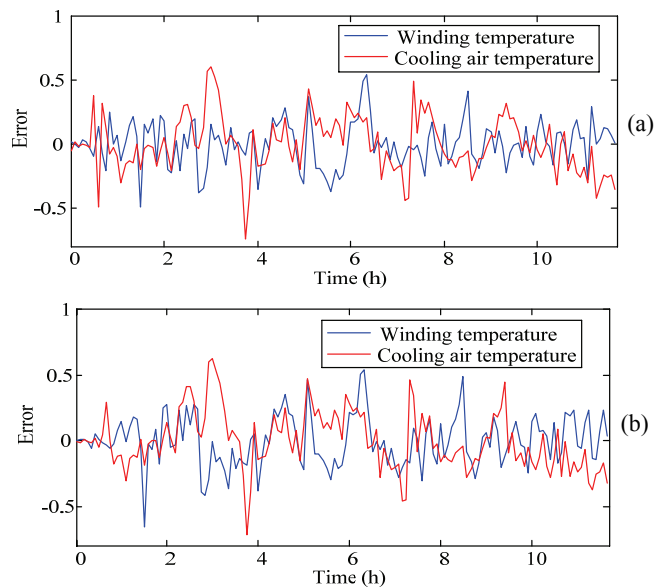 1
Winding temperature
Cooling air temperature
0.5
Error
0
(a)
-0.5
0 2 4 6 8 10
Time (h)
1
Winding temperature
Cooling air temperature
0.5
Error
0
(b)
-0.5
0 2 4 6 8 10
Time (h)